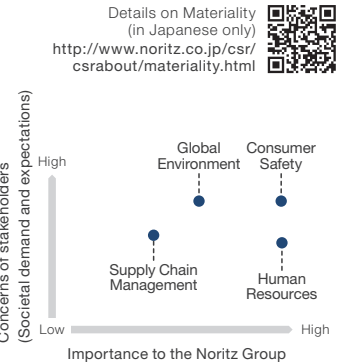 Details on Materiality
(in Japanese only)
http://www.noritz.co.jp/csr/
csrabout/materiality.html
Concerns of stakeholders
(Societal demand and expectations)
High
Global
Environment
Consumer
Safety
Supply Chain
Management
Human
Resources
Low
High
Importance to the Noritz Group